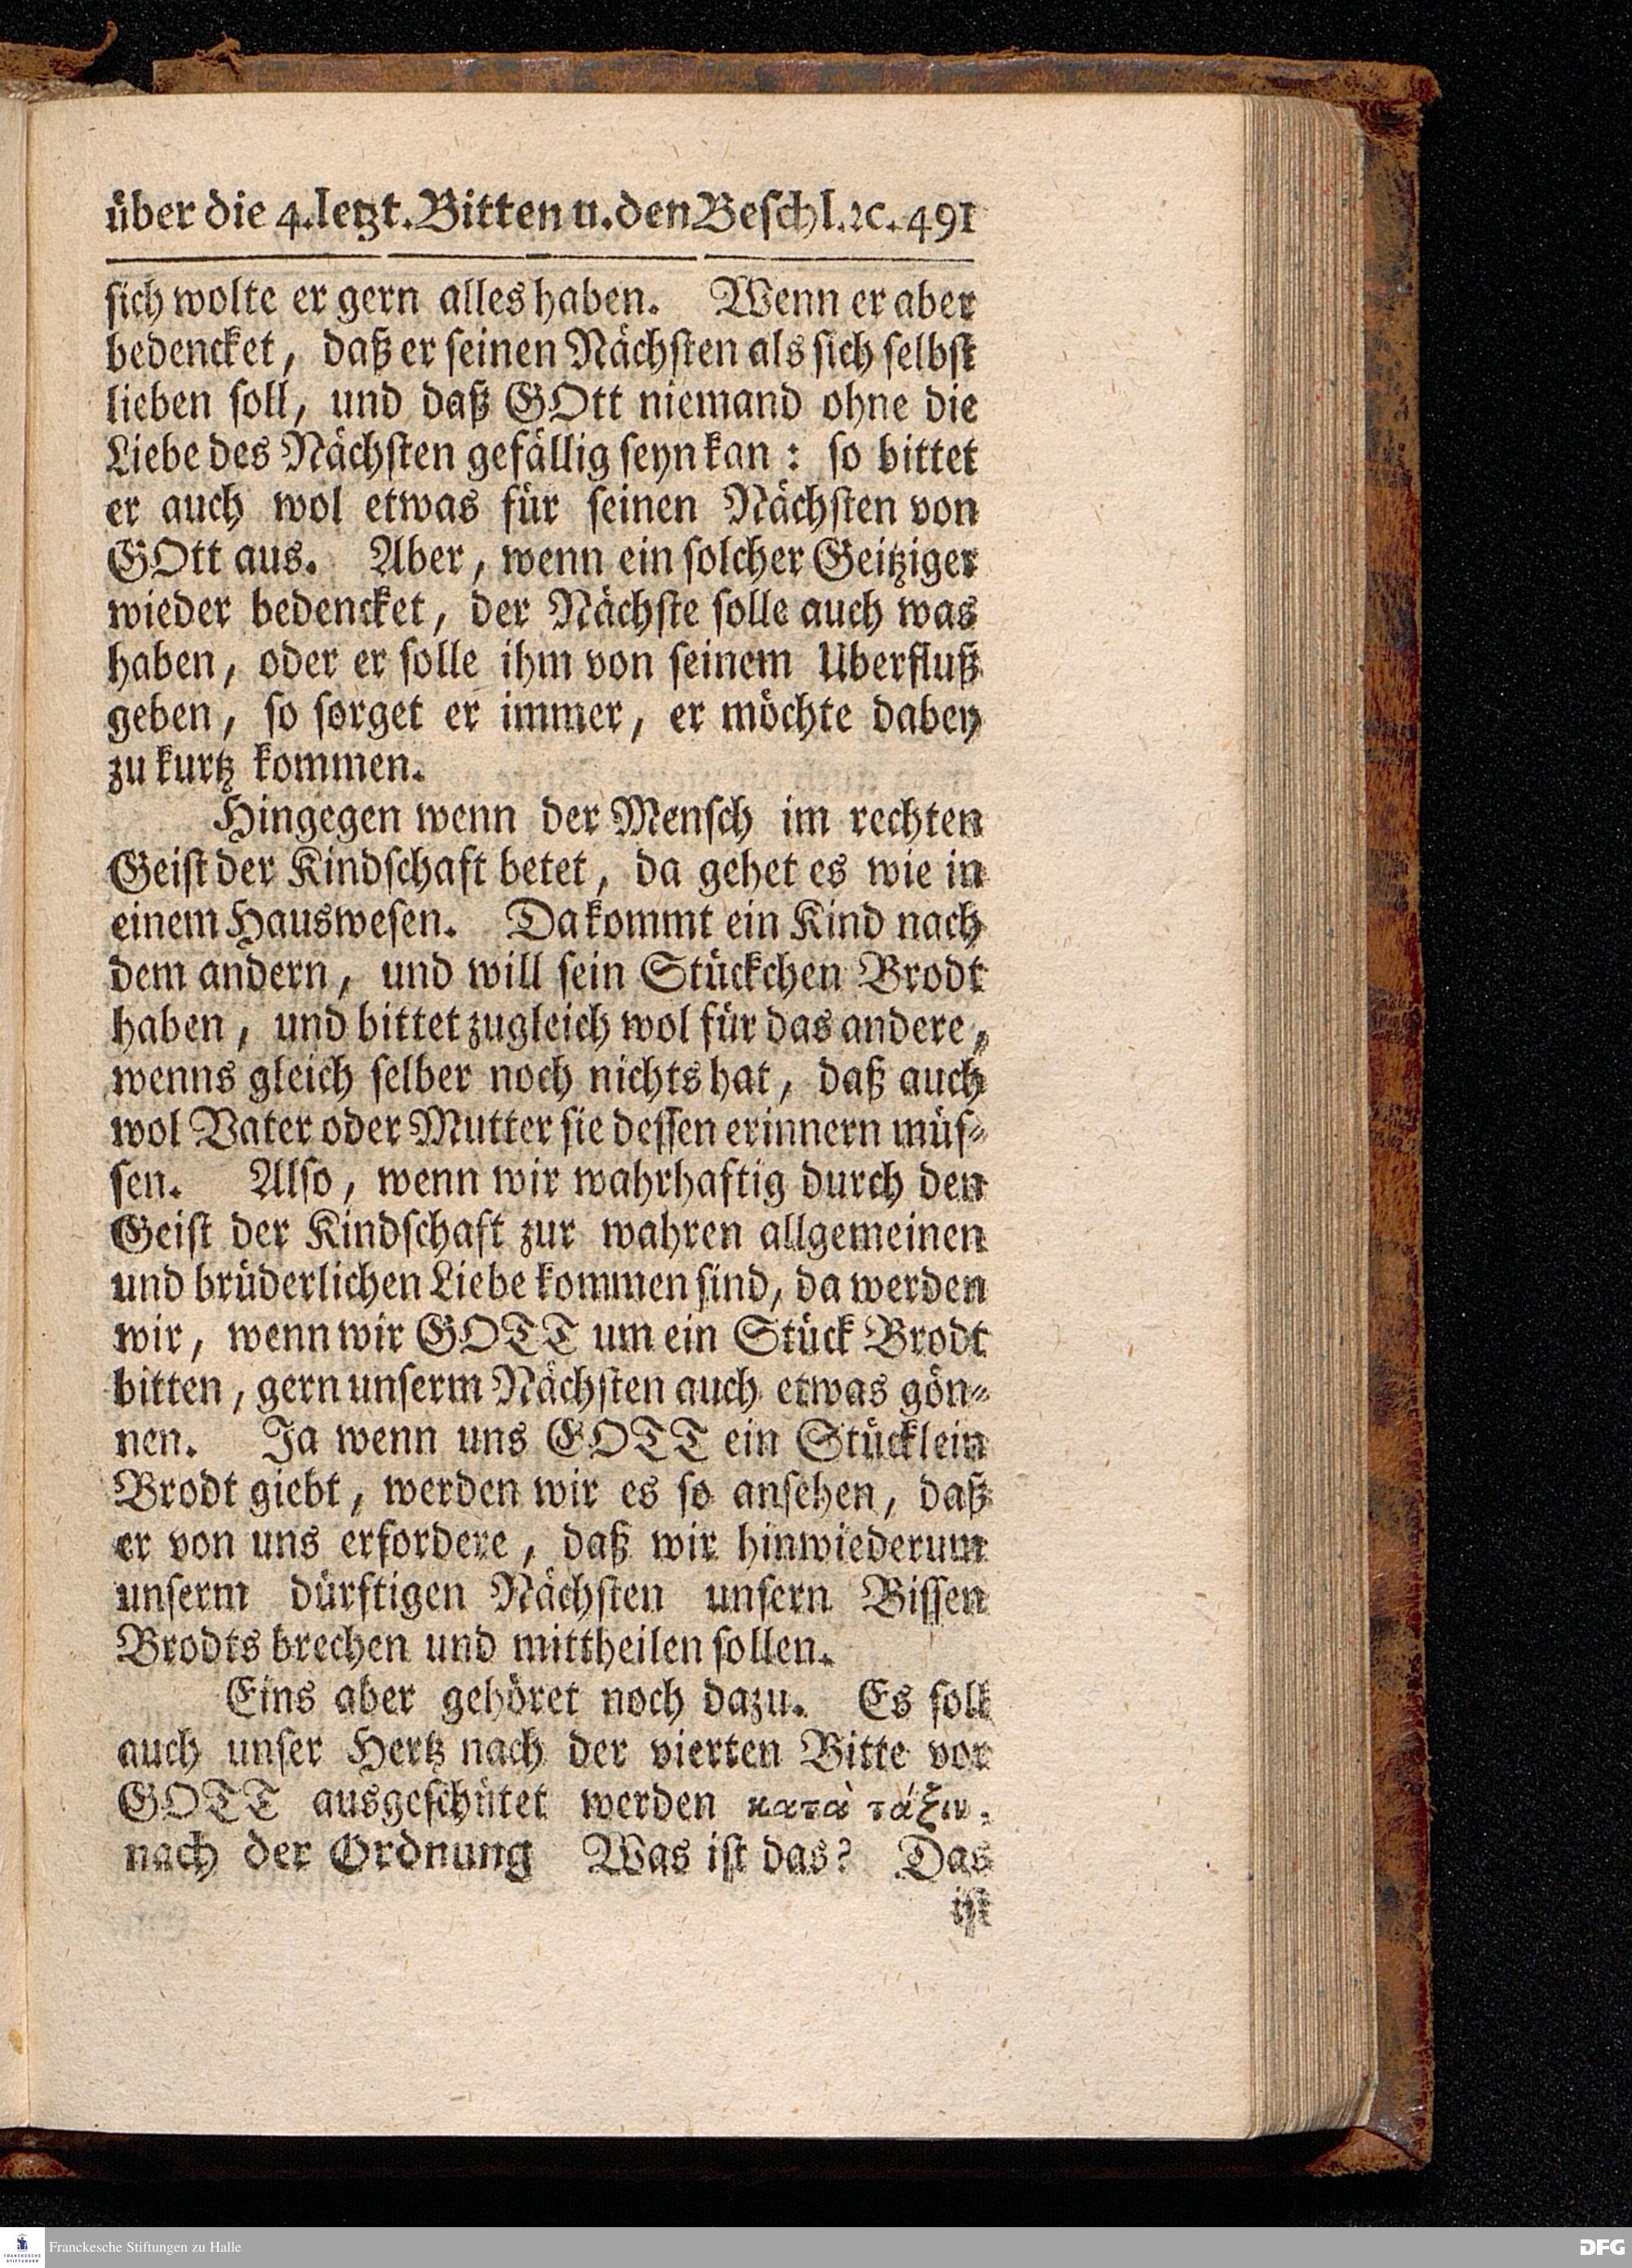 über die 4. letzt. Bitten u. den Beschl. ꝛc. 491
sich wolte er gern alles haben. Wenn er aber
bedencket, daß er seinen Nächsten als sich selbst
lieben soll, und daß GOtt niemand ohne die
Liebe des Nächsten gefällig seyn kan: so bittet
er auch wol etwas für seinen Nächsten von
GOtt aus. Aber, wenn ein solcher Geitziger
wieder bedencket, der Nächste solle auch was
haben, oder er solle ihm von seinem Uberfluß
geben, so sorget er immer, er möchte dabey
zu kurtz kommen.
Hingegen wenn der Mensch im rechten
Geist der Kindschaft betet, da gehet es wie in
einem Hauswesen. Da kommt ein Kind nach
dem andern, und will sein Stückchen Brodt
haben, und bittet zugleich wol für das andere,
wenns gleich selber noch nichts hat, daß auch
wol Vater oder Mutter sie dessen erinnern müs-
sen. Also, wenn wir wahrhaftig durch den
Geist der Kindschaft zur wahren allgemeinen
und brüderlichen Liebe kommen sind, da werden
wir, wenn wir GOTT um ein Stück Brodt
bitten, gern unserm Nächsten auch etwas gön-
nen. Ja wenn uns GOTT ein Stücklein
Brodt giebt, werden wir es so ansehen, daß
er von uns erfordere, daß wir hinwiederum
unserm dürftigen Nächsten unsern Bissen
Brodts brechen und mittheilen sollen.
Eins aber gehöret noch dazu. Es soll
auch unser Hertz nach der vierten Bitte vor
GOTT ausgeschütet werden κατὰ τάξιν.
nach der Ordnung Was ist das? Das
ist
FRANCKESCHE
STIFTUNGEN
Franckesche Stiftungen zu Halle
DFG